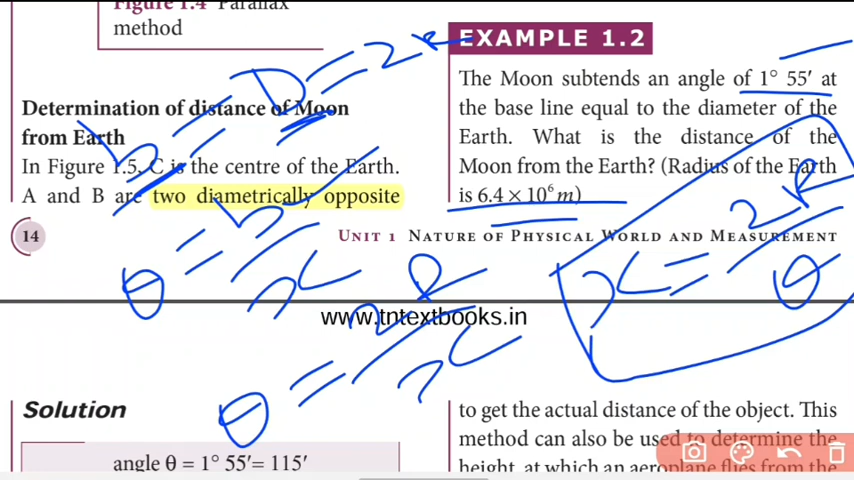 Figure 1.4 Parallax
method
Determination of distance of Moon
from Earth
In Figure 1.5, C is the centre of the Earth.
A and B are two diametrically opposite
14
EXAMPLE 1.2
The Moon subtends an angle of 1° 55′ at
the base line equal to the diameter of the
Earth. What is the distance of the
Moon from the Earth? (Radius of the Earth
is 6.4 × 10⁶ m)
UNIT 1 NATURE OF PHYSICAL WORLD AND MEASUREMENT
b = D = 2R
θ = b/x
θ = 2R/x
x = 2R/θ
www.tntextbooks.in
Solution
angle θ = 1° 55′= 115′
to get the actual distance of the object. This
method can also be used to determine the
height, at which an aeroplane flies from the